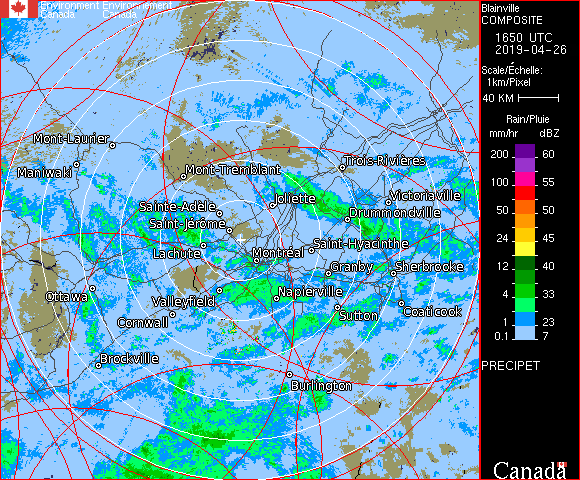 Environment Environnement
Canada Canada
Blainville
COMPOSITE
1650 UTC
2019-04-26
Scale/Échelle:
1km/Pixel
40 KM
Rain/Pluie
mm/hr dBZ
200 60
100 55
50 50
24 45
12 40
4 33
1 23
0.1 7
PRECIPET
Canada
Mont-Laurier
Maniwaki
Mont-Tremblant
Trois-Rivières
Joliette
Victoriaville
Sainte-Adele
Drummondville
Saint-Jérôme
Lachute
Montréal
Saint-Hyacinthe
Granby
Sherbrooke
Ottawa
Valleyfield
Napierville
Cornwall
Sutton
Coaticook
Brockville
Burlington